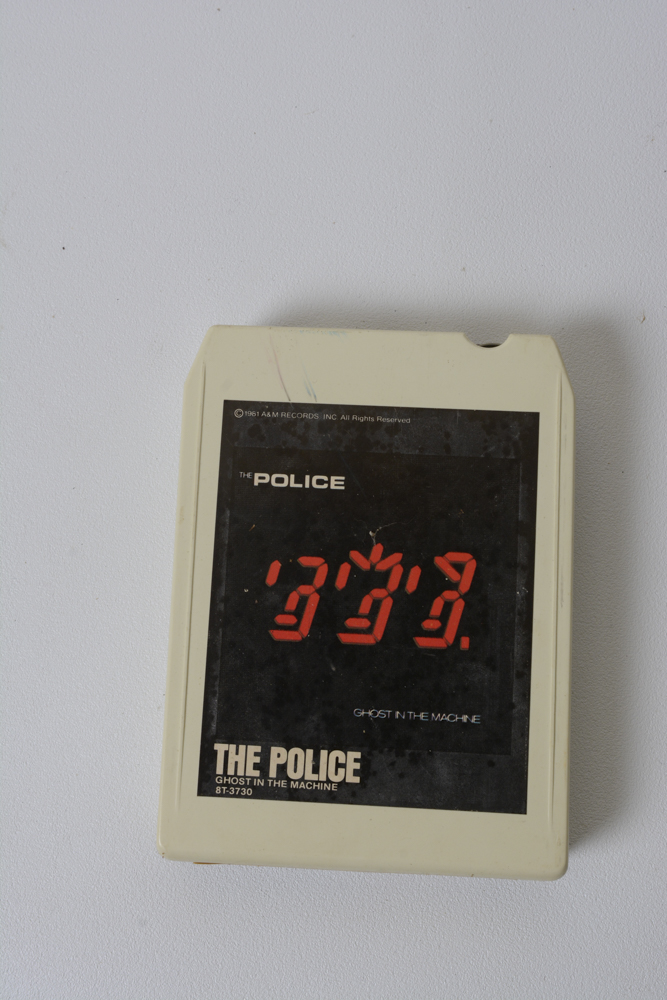 ©1981 A&M RECORDS, INC. All Rights Reserved
THE POLICE
GHOST IN THE MACHINE
THE POLICE
GHOST IN THE MACHINE
8T-3730